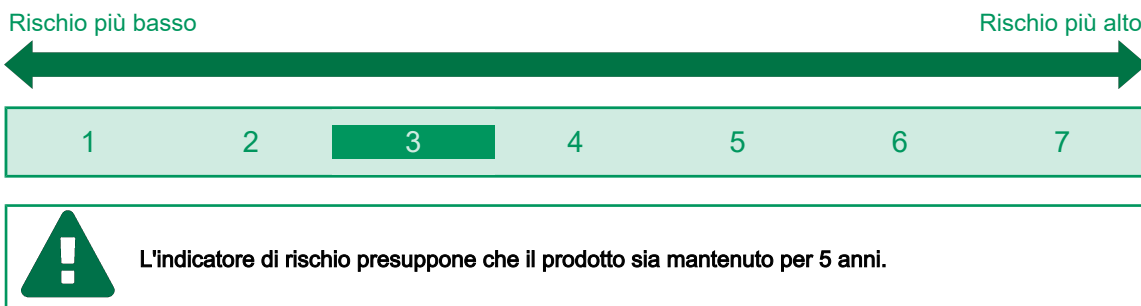 Rischio più basso Rischio più alto
1 2 3 4 5 6 7
L'indicatore di rischio presuppone che il prodotto sia mantenuto per 5 anni.